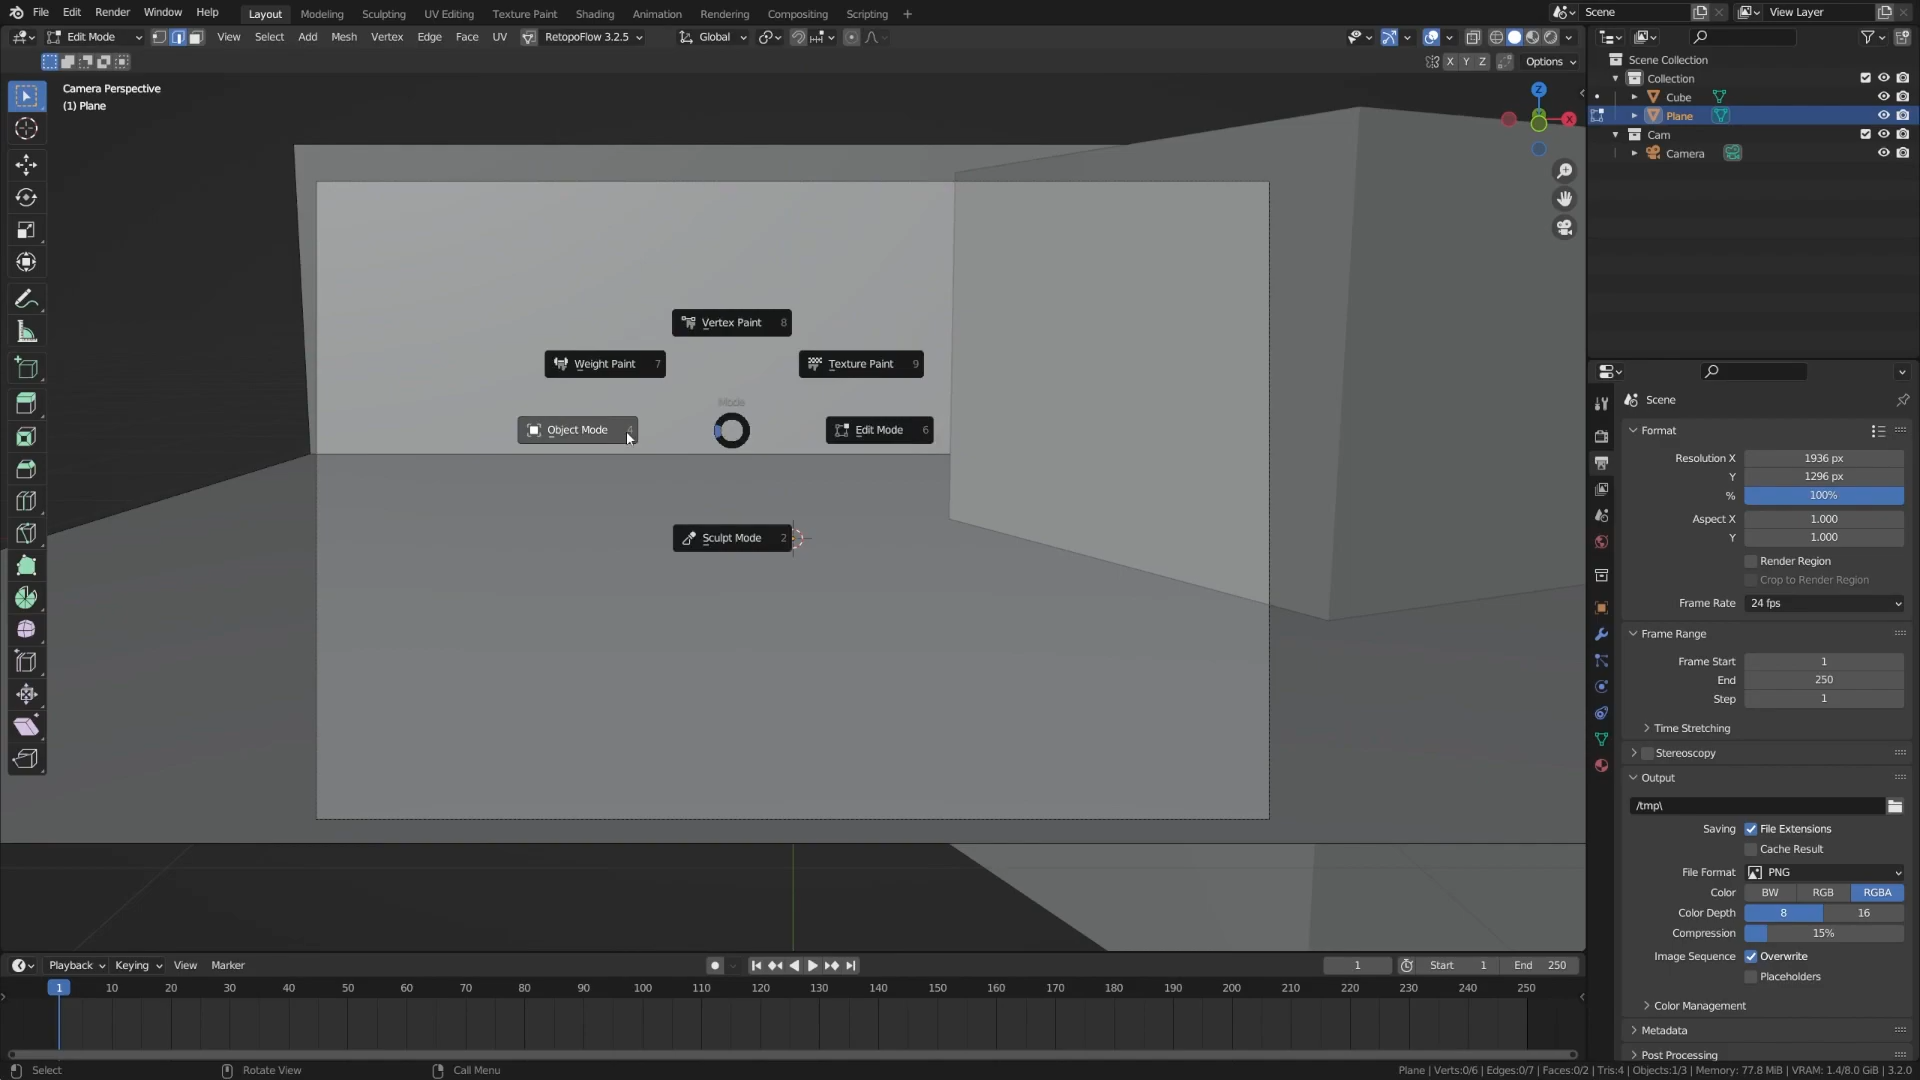 File Edit Render Window Help Layout Modeling Sculpting UV Editing Texture Paint Shading Animation Rendering Compositing Scripting + Scene View Layer
Edit Mode View Select Add Mesh Vertex Edge Face UV RetopoFlow 3.2.5 Global
X Y Z Options
Camera Perspective
(1) Plane
Z
X
Scene Collection
Collection
Cube
Plane
Cam
Camera
Vertex Paint 8
Weight Paint 7
Texture Paint 9
Mode
Object Mode 4
Edit Mode 6
Sculpt Mode 2
Scene
Format
Resolution X 1936 px
Y 1296 px
% 100%
Aspect X 1.000
Y 1.000
Render Region
Crop to Render Region
Frame Rate 24 fps
Frame Range
Frame Start 1
End 250
Step 1
Time Stretching
Stereoscopy
Output
/tmp\
Saving File Extensions
Cache Result
File Format PNG
Color BW RGB RGBA
Color Depth 8 16
Compression 15%
Image Sequence Overwrite
Placeholders
Color Management
Metadata
Post Processing
Playback Keying View Marker 1 Start 1 End 250
1 10 20 30 40 50 60 70 80 90 100 110 120 130 140 150 160 170 180 190 200 210 220 230 240 250
Select Rotate View Call Menu Plane | Verts:0/6 | Edges:0/7 | Faces:0/2 | Tris:4 | Objects:1/3 | Memory: 77.8 MiB | VRAM: 1.4/8.0 GiB | 3.2.0